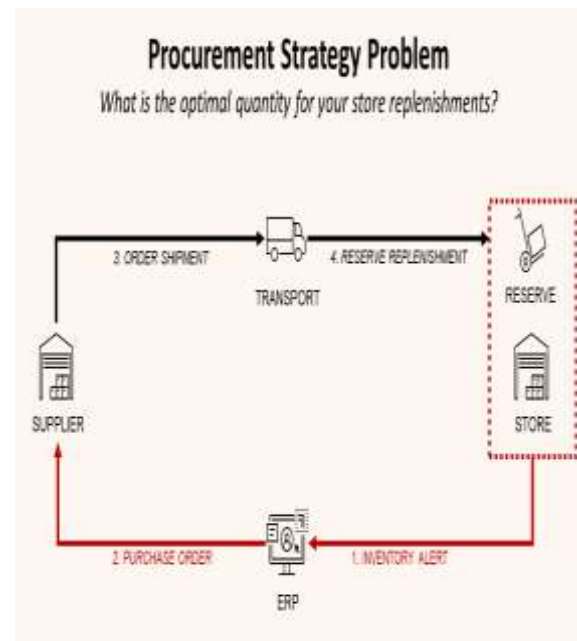 Procurement Strategy Problem
What is the optimal quantity for your store replenishments?
3. ORDER SHIPMENT
4. RESERVE REPLENISHMENT
TRANSPORT
RESERVE
SUPPLIER
STORE
2. PURCHASE ORDER
1. INVENTORY ALERT
ERP